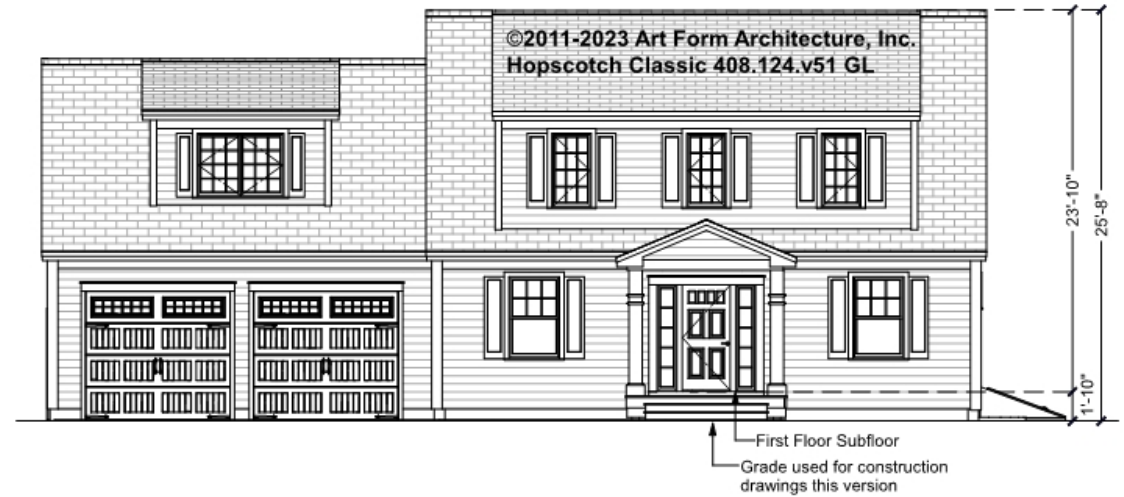 ©2011-2023 Art Form Architecture, Inc.
Hopscotch Classic 408.124.v51 GL
23'-10"
25'-8"
1'-10"
First Floor Subfloor
Grade used for construction
drawings this version